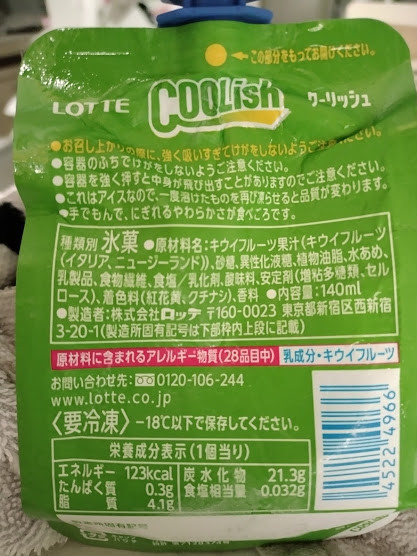 ← この部分をもってお開けください。
LOTTE COOLish クーリッシュ
●お召し上がりの際に、強く吸いすぎてけがをしないようご注意ください。
●容器のふちでけがをしないようご注意ください。
●容器を強く押すと中身が飛び出すことがありますのでご注意ください。
●これはアイスなので、一度溶けたものを再び凍らせると品質が変わります。
●手でもんで、にぎれるやわらかさが食べごろです。
種類別 氷菓 ●原材料名:キウイフルーツ果汁(キウイフルーツ
(イタリア、ニュージーランド))、砂糖、異性化液糖、植物油脂、水あめ、
乳製品、食物繊維、食塩/乳化剤、酸味料、安定剤(増粘多糖類、セル
ロース)、着色料(紅花黄、クチナシ)、香料 ●内容量:140ml
●製造者:株式会社ロッテ 〒160-0023 東京都新宿区西新宿
3-20-1(製造所固有記号は下部枠内上段に記載)
原材料に含まれるアレルギー物質(28品目中) 乳成分・キウイフルーツ
お問い合わせ先: 0120-106-244
www.lotte.co.jp
〈要冷凍〉 -18℃以下で保存してください。
栄養成分表示(1個当り)
エネルギー 123kcal 炭水化物 21.3g
たんぱく質 0.3g 食塩相当量 0.032g
脂質 4.1g
4522 4966